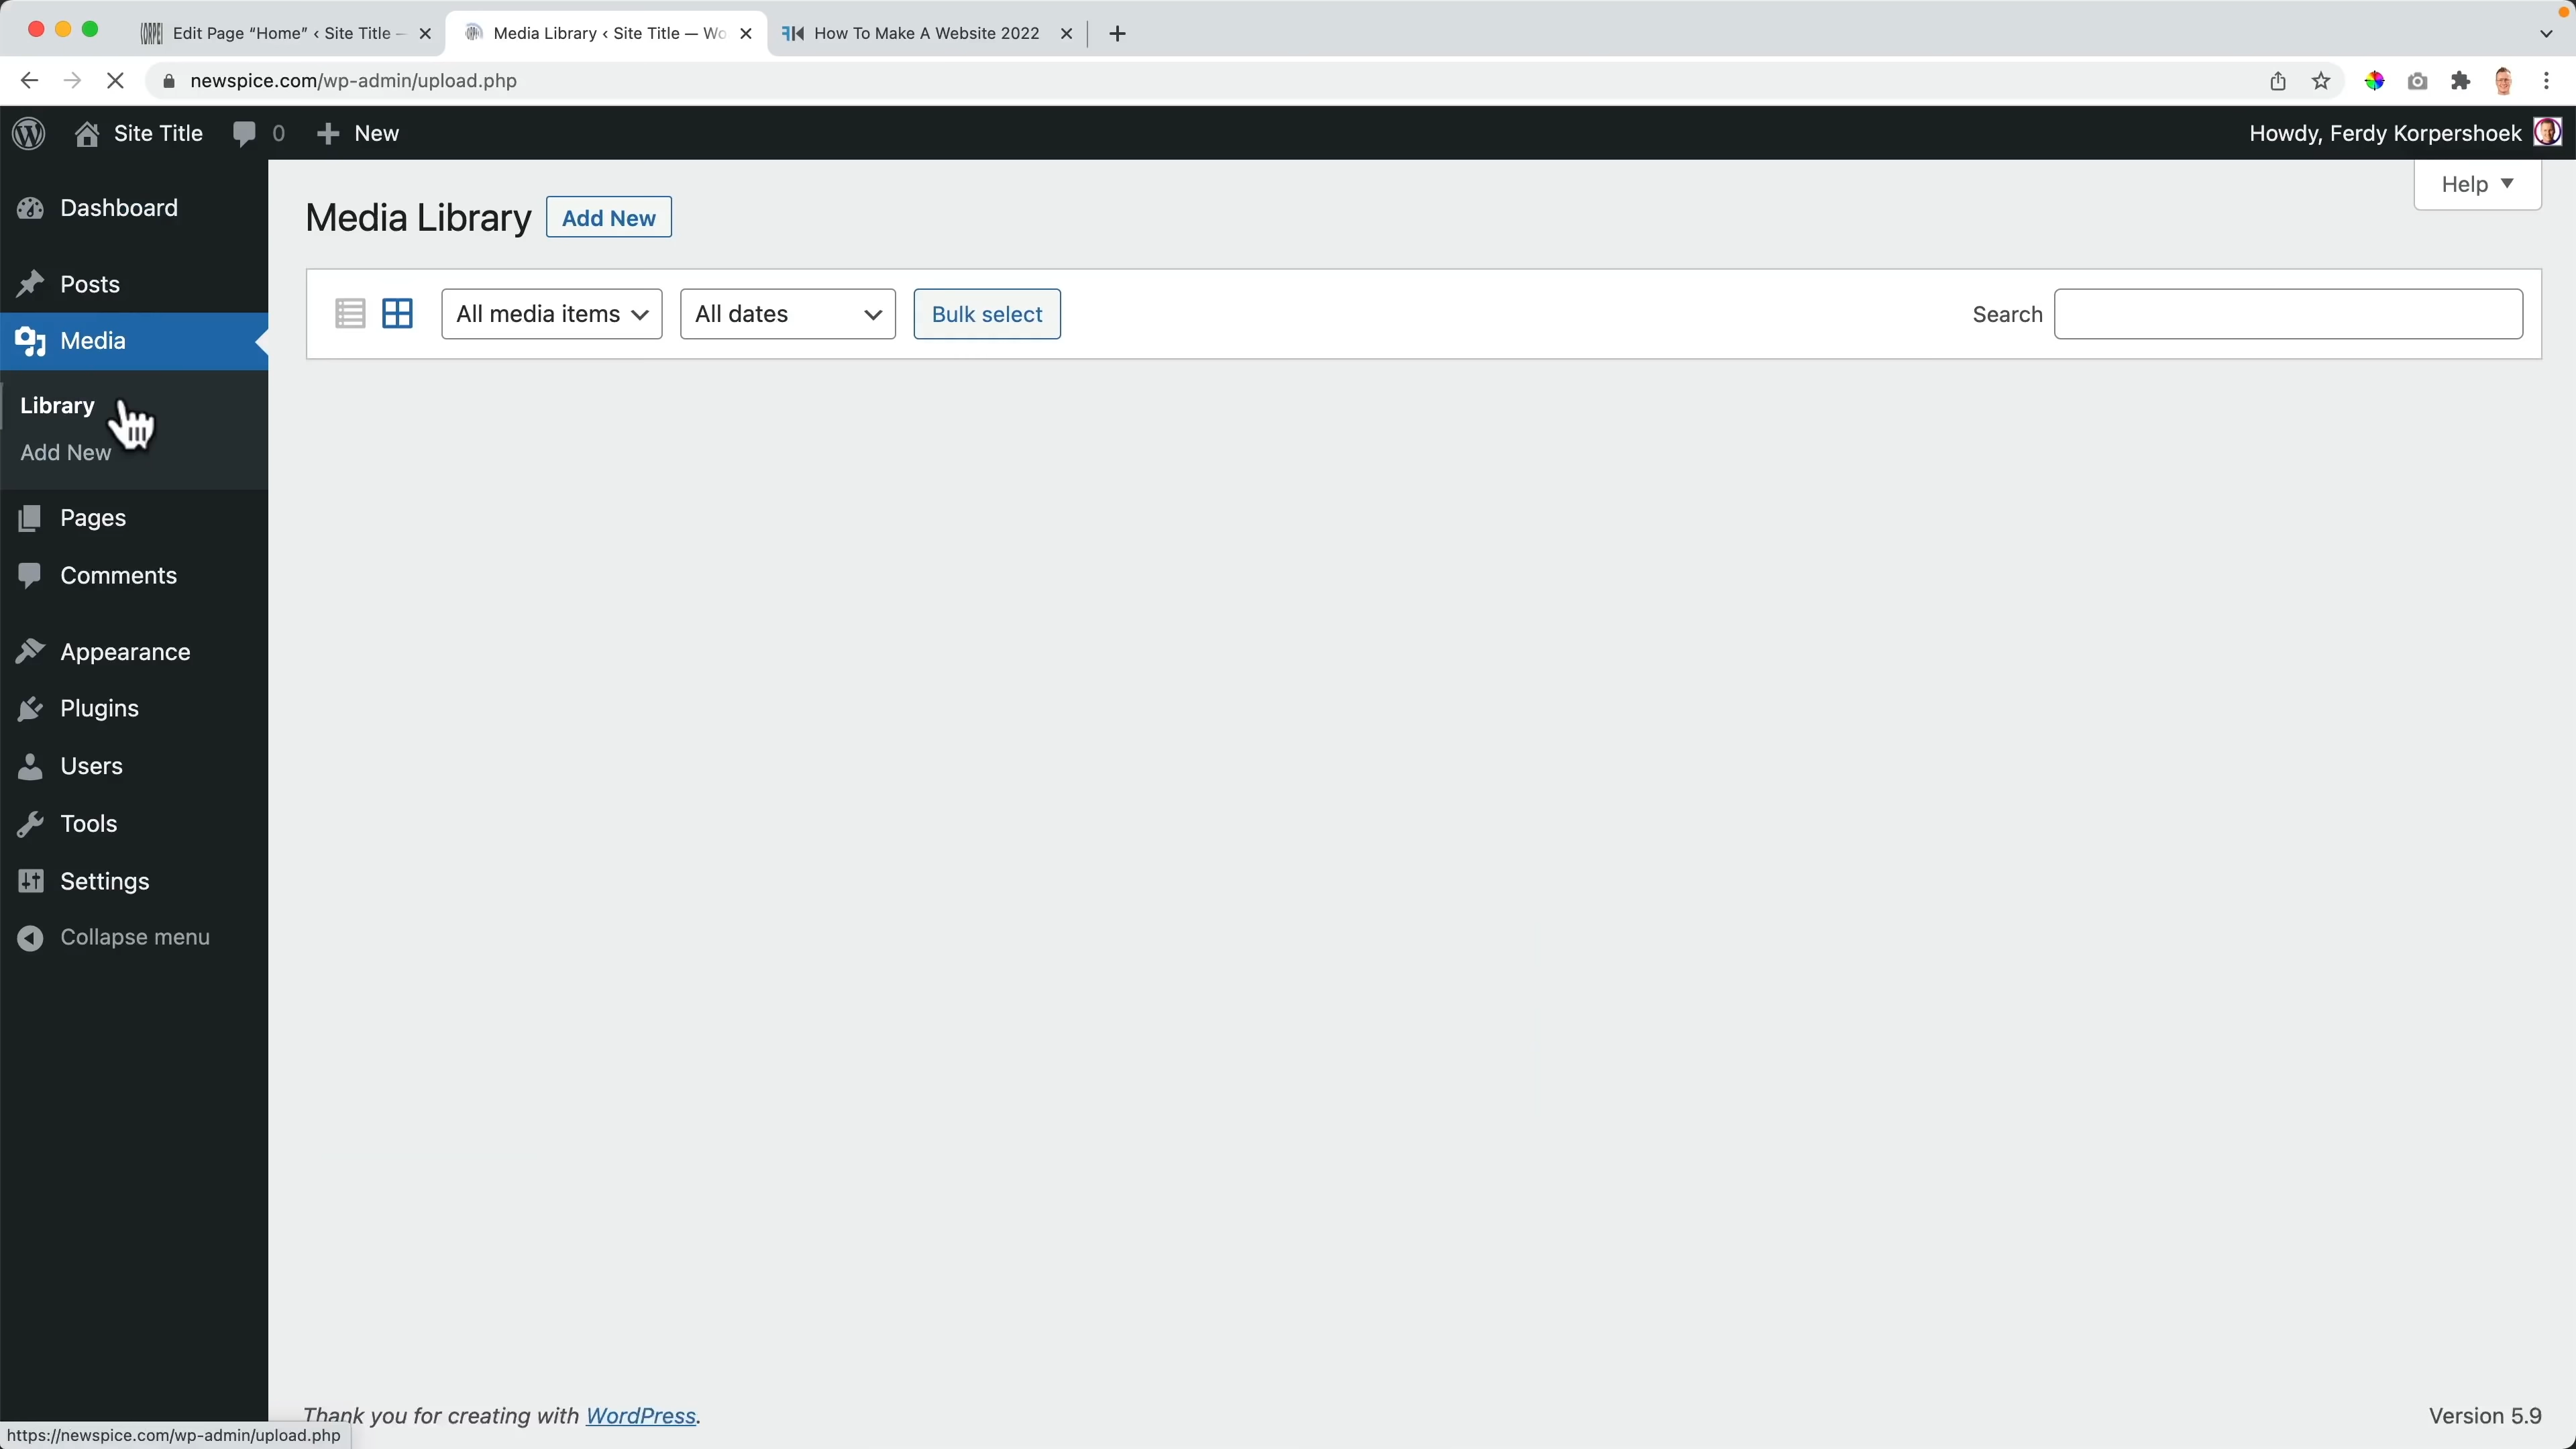 Edit Page “Home” ‹ Site Title —
Media Library ‹ Site Title — Wo
How To Make A Website 2022
newspice.com/wp-admin/upload.php
Site Title
0
New
Howdy, Ferdy Korpershoek
Dashboard
Posts
Media
Library
Add New
Pages
Comments
Appearance
Plugins
Users
Tools
Settings
Collapse menu
Help
Media Library
Add New
All media items
All dates
Bulk select
Search
Thank you for creating with WordPress.
Version 5.9
https://newspice.com/wp-admin/upload.php